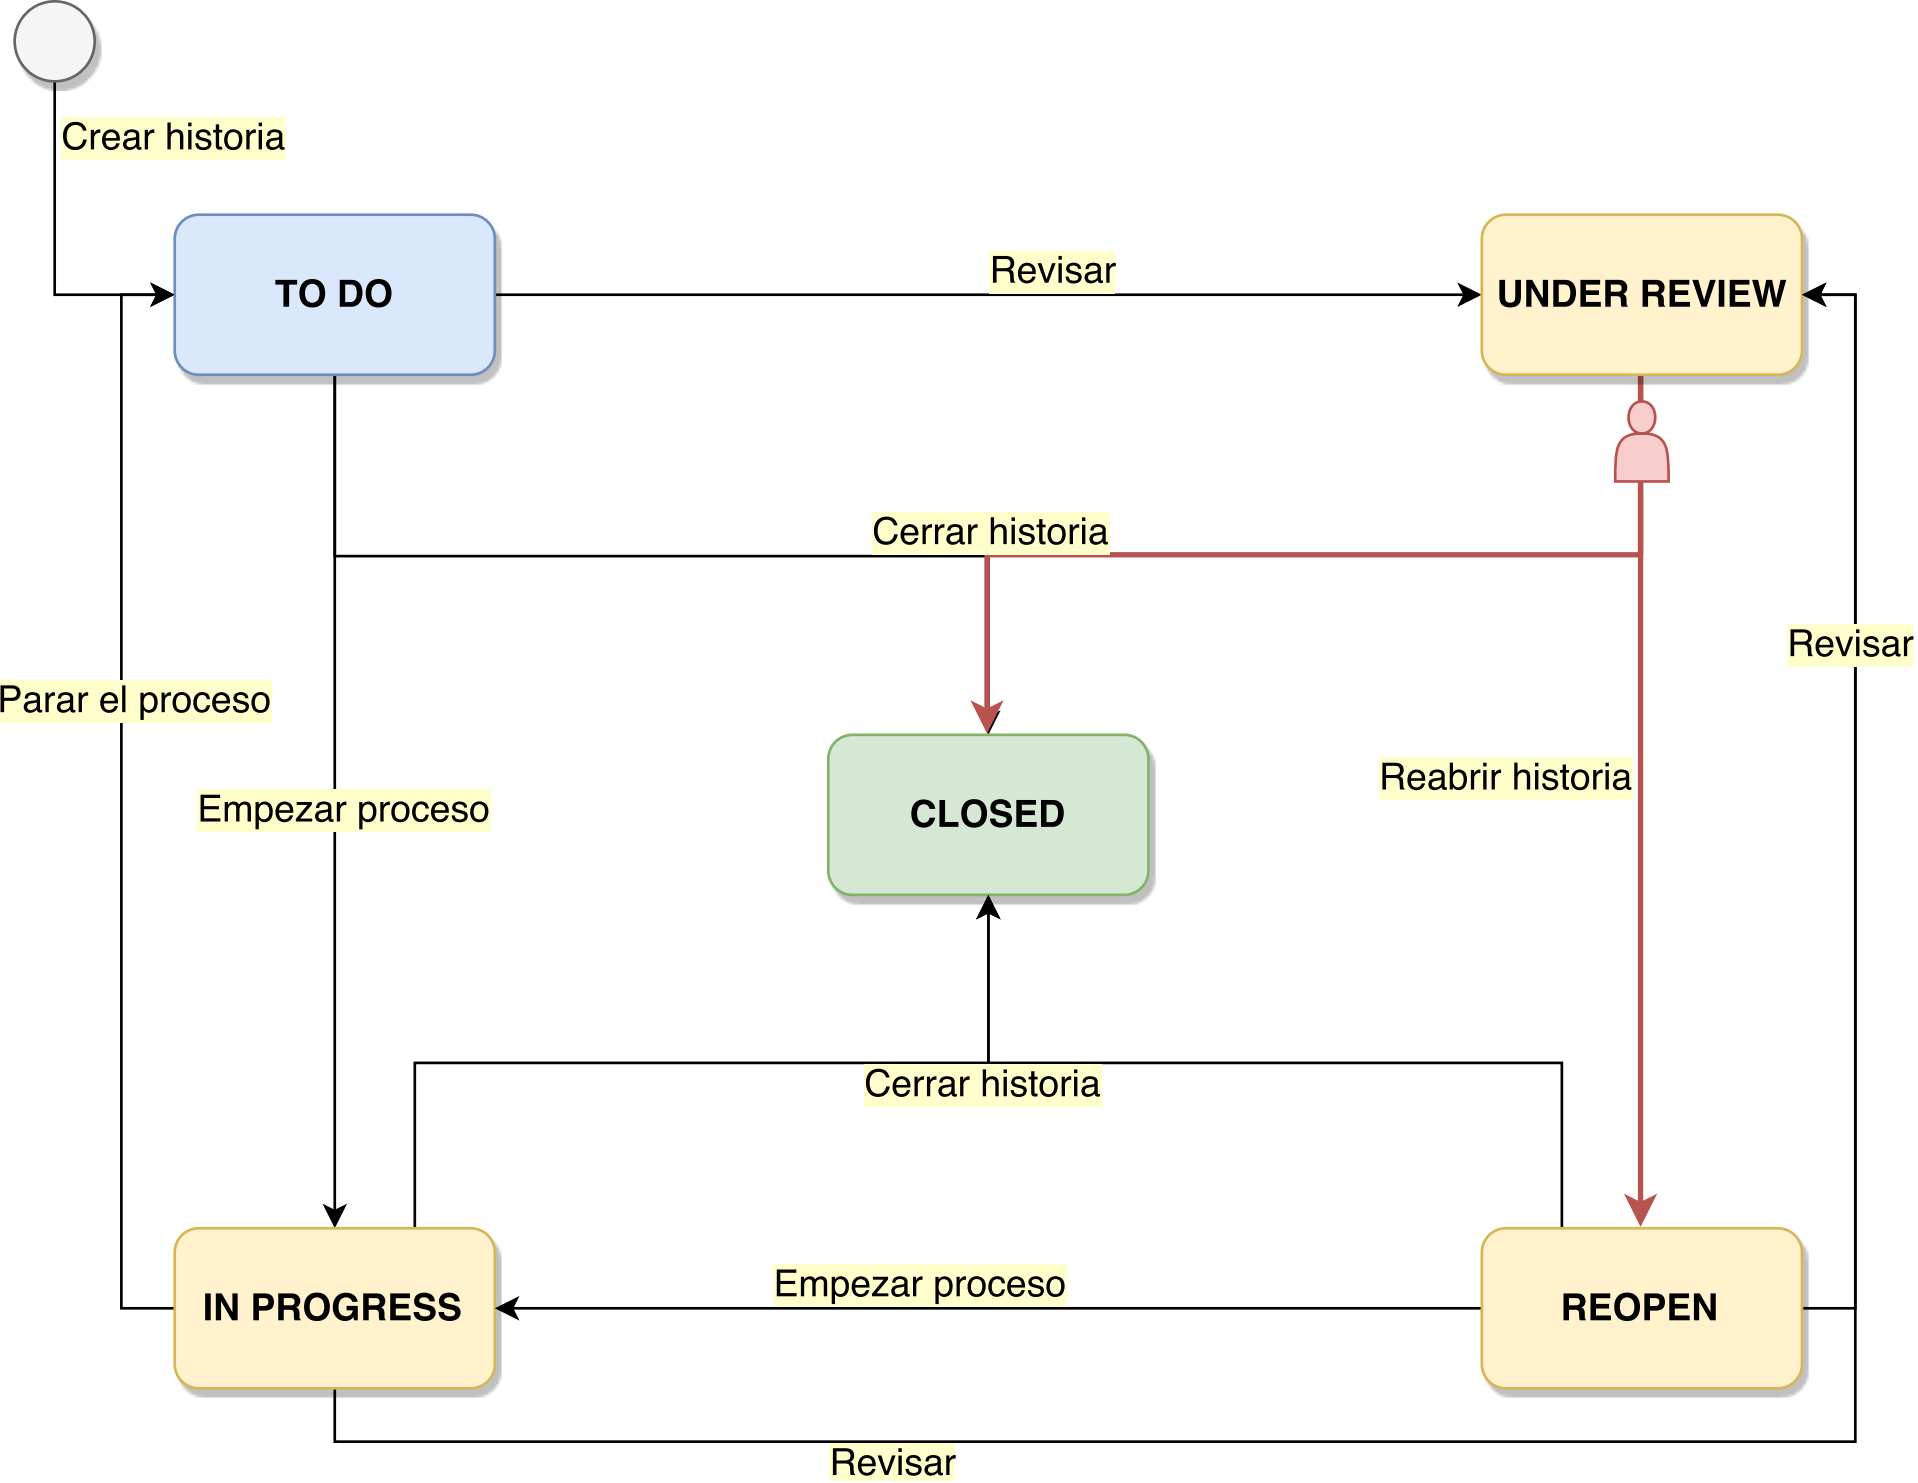 Crear historia
TO DO
Revisar
UNDER REVIEW
Cerrar historia
Revisar
Parar el proceso
Reabrir historia
Empezar proceso
CLOSED
Cerrar historia
Empezar proceso
IN PROGRESS
REOPEN
Revisar